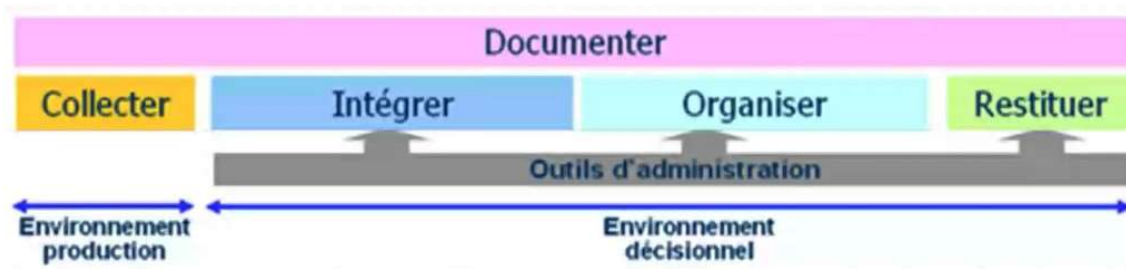 Documenter
Collecter
Intégrer
Organiser
Restituer
Outils d'administration
Environnement
production
Environnement
décisionnel